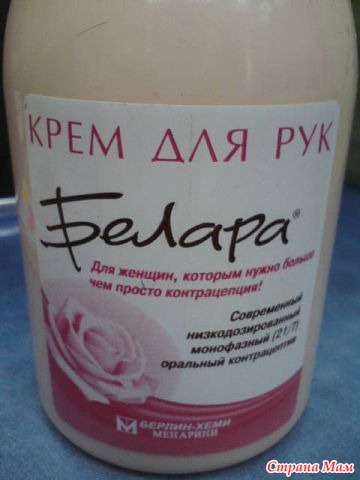 КРЕМ ДЛЯ РУК
Белара®
Для женщин, которым нужно больше
чем просто контрацепция!
Современный
низкодозированный
монофазный (21/7)
оральный контрацептив
БЕРЛИН-ХЕМИ
МЕНАРИНИ
Страна Мам